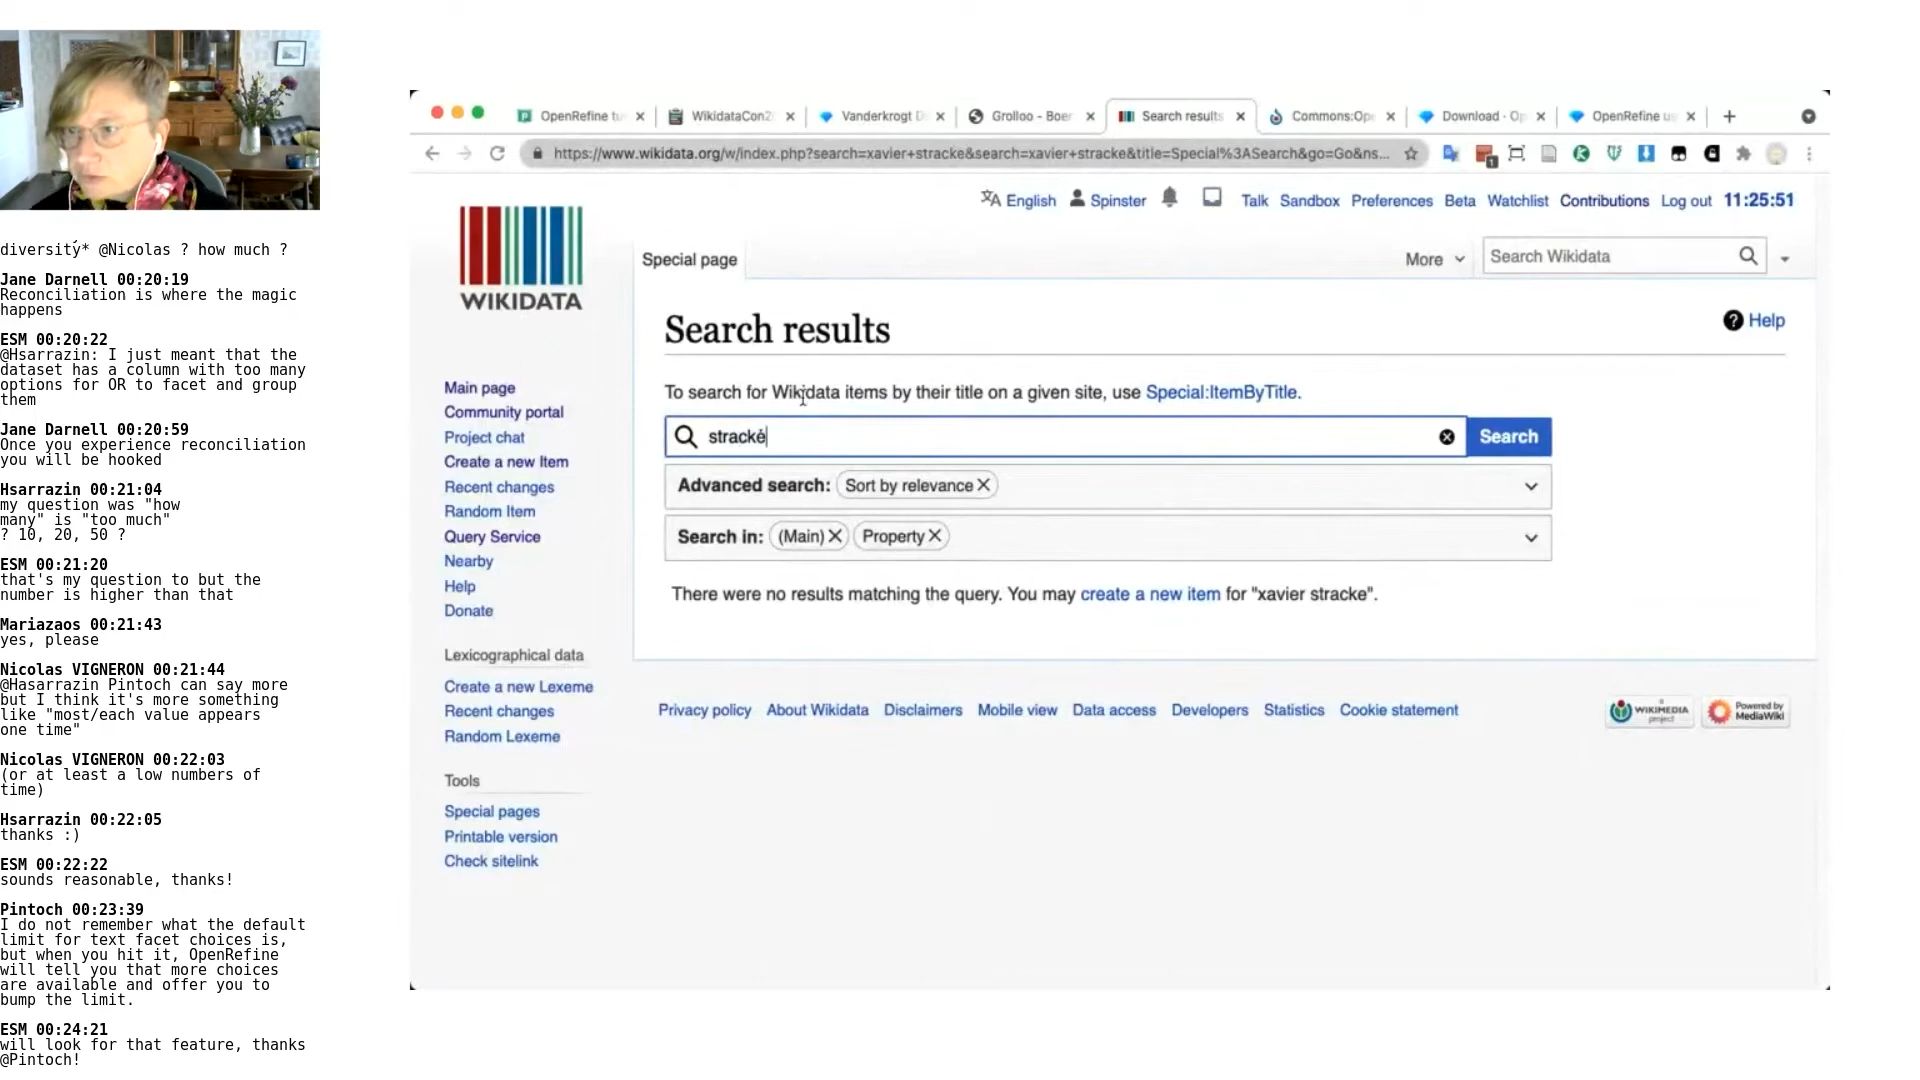 diversity* @Nicolas ? how much ?
Jane Darnell 00:20:19
Reconciliation is where the magic
happens
ESM 00:20:22
@Hsarrazin: I just meant that the
dataset has a column with too many
options for OR to facet and group
them
Jane Darnell 00:20:59
Once you experience reconciliation
you will be hooked
Hsarrazin 00:21:04
my question was "how
many" is "too much"
? 10, 20, 50 ?
ESM 00:21:20
that's my question to but the
number is higher than that
Mariazaos 00:21:43
yes, please
Nicolas VIGNERON 00:21:44
@Hasarrazin Pintoch can say more
but I think it's more something
like "most/each value appears
one time"
Nicolas VIGNERON 00:22:03
(or at least a low numbers of
time)
Hsarrazin 00:22:05
thanks :)
ESM 00:22:22
sounds reasonable, thanks!
Pintoch 00:23:39
I do not remember what the default
limit for text facet choices is,
but when you hit it, OpenRefine
will tell you that more choices
are available and offer you to
bump the limit.
ESM 00:24:21
will look for that feature, thanks
@Pintoch!
OpenRefine tu WikidataCon2 Vanderkrogt D Grolloo - Boer Search results Commons:Ope Download · Op OpenRefine us
https://www.wikidata.org/w/index.php?search=xavier+stracke&search=xavier+stracke&title=Special%3ASearch&go=Go&ns...
English Spinster Talk Sandbox Preferences Beta Watchlist Contributions Log out 11:25:51
WIKIDATA
Special page More Search Wikidata
Search results
Help
To search for Wikidata items by their title on a given site, use Special:ItemByTitle.
stracké Search
Advanced search: Sort by relevance
Search in: (Main) Property
There were no results matching the query. You may create a new item for "xavier stracke".
Main page
Community portal
Project chat
Create a new Item
Recent changes
Random Item
Query Service
Nearby
Help
Donate
Lexicographical data
Create a new Lexeme
Recent changes
Random Lexeme
Tools
Special pages
Printable version
Check sitelink
Privacy policy About Wikidata Disclaimers Mobile view Data access Developers Statistics Cookie statement
A WIKIMEDIA project
Powered by MediaWiki